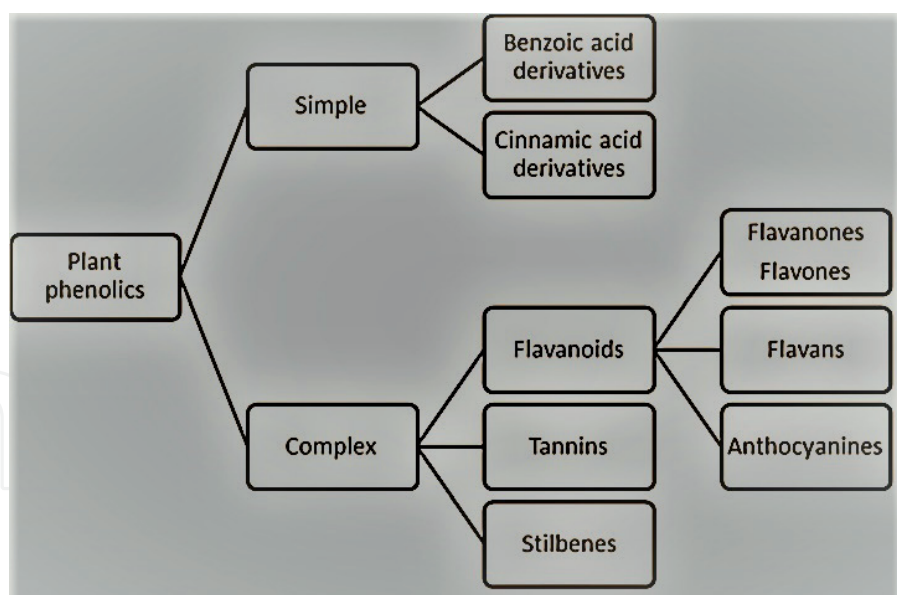 Plant
phenolics
Simple
Benzoic acid
derivatives
Cinnamic acid
derivatives
Complex
Flavanoids
Flavanones
Flavones
Flavans
Anthocyanines
Tannins
Stilbenes